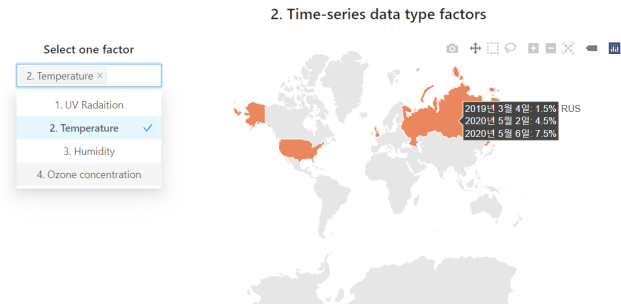 2. Time-series data type factors
Select one factor
2. Temperature ×
1. UV Radaition
2. Temperature
3. Humidity
4. Ozone concentration
2019년 3월 4일: 1.5% RUS
2020년 5월 2일: 4.5%
2020년 5월 6일: 7.5%